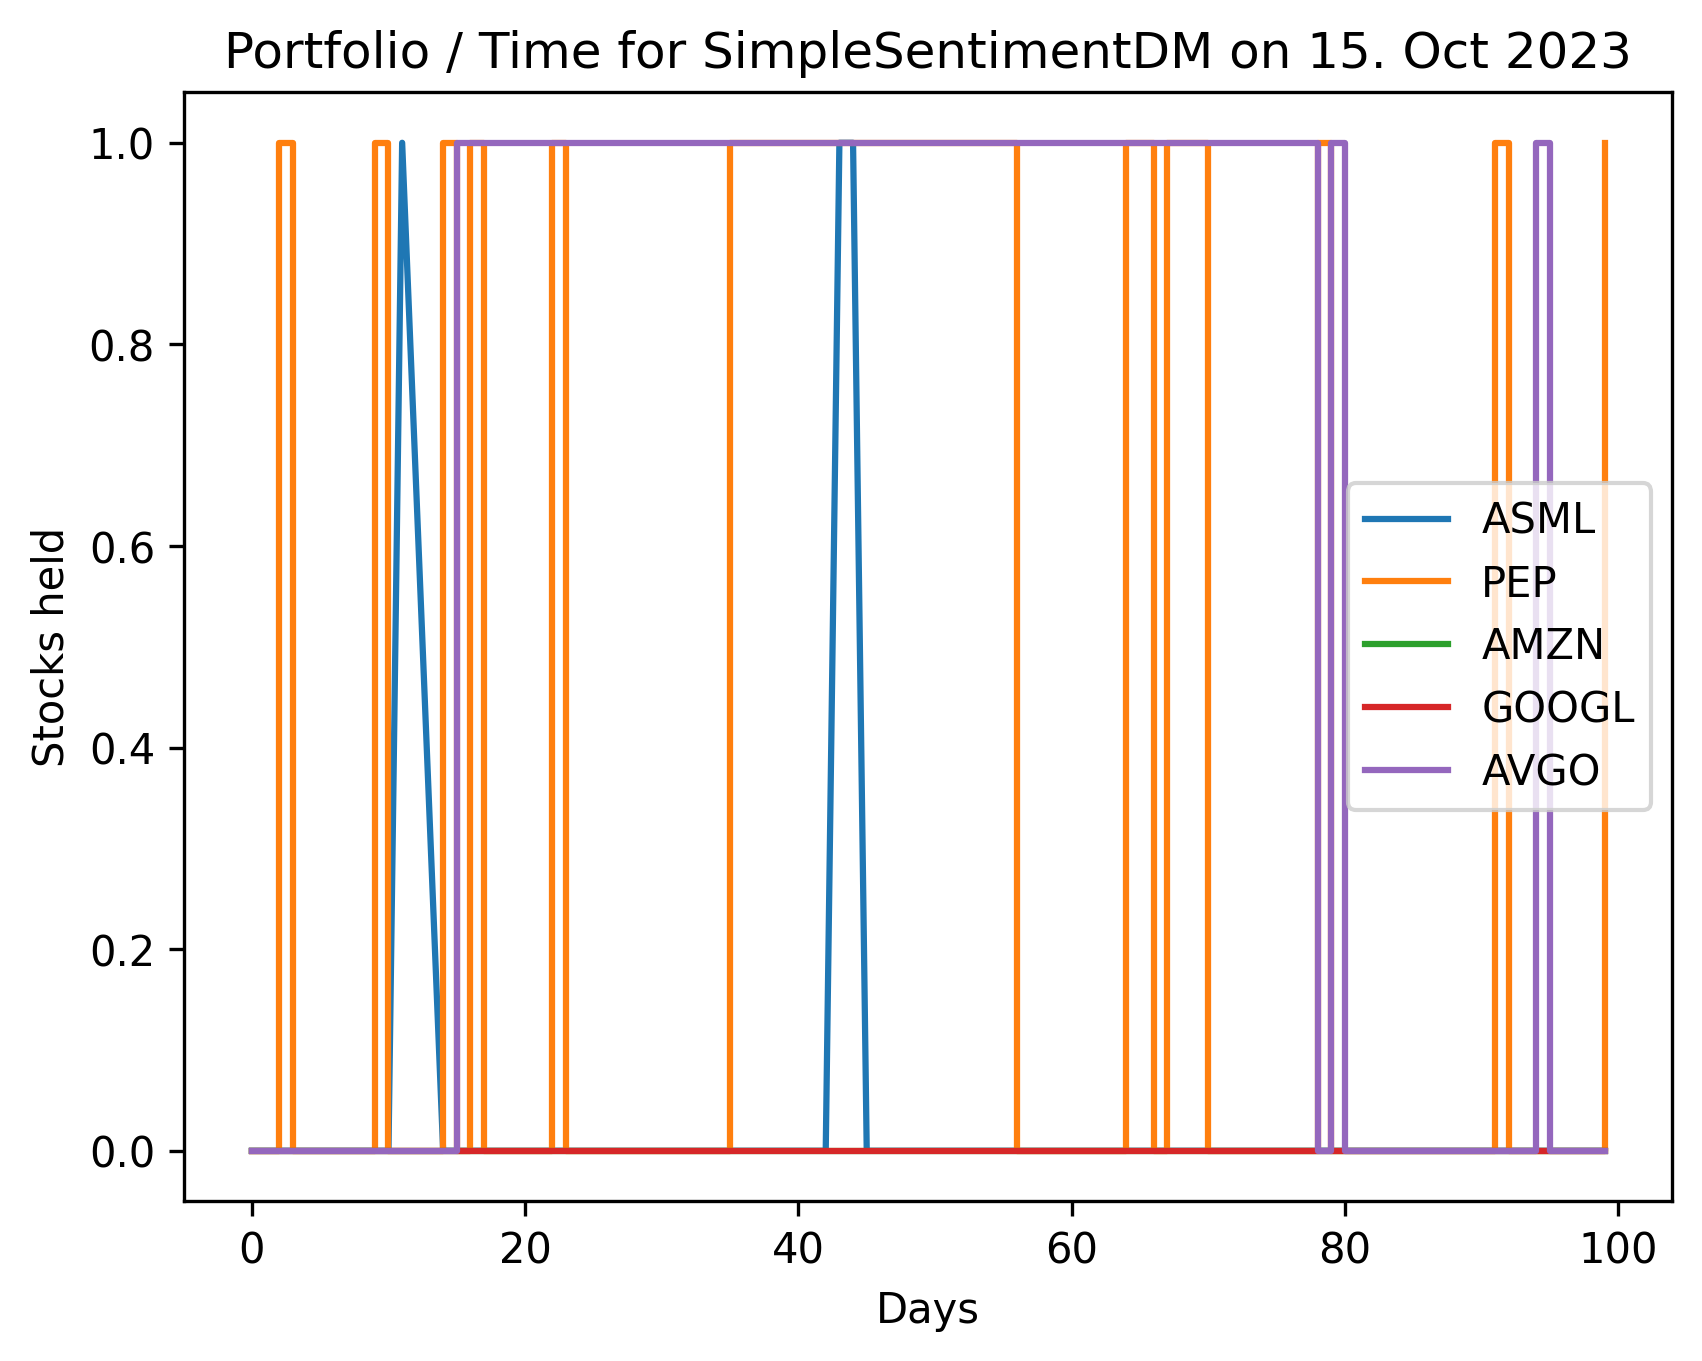 Portfolio / Time for SimpleSentimentDM on 15. Oct 2023
1.0
0.8
0.6
0.4
0.2
0.0
Stocks held
ASML
PEP
AMZN
GOOGL
AVGO
0 20 40 60 80 100
Days